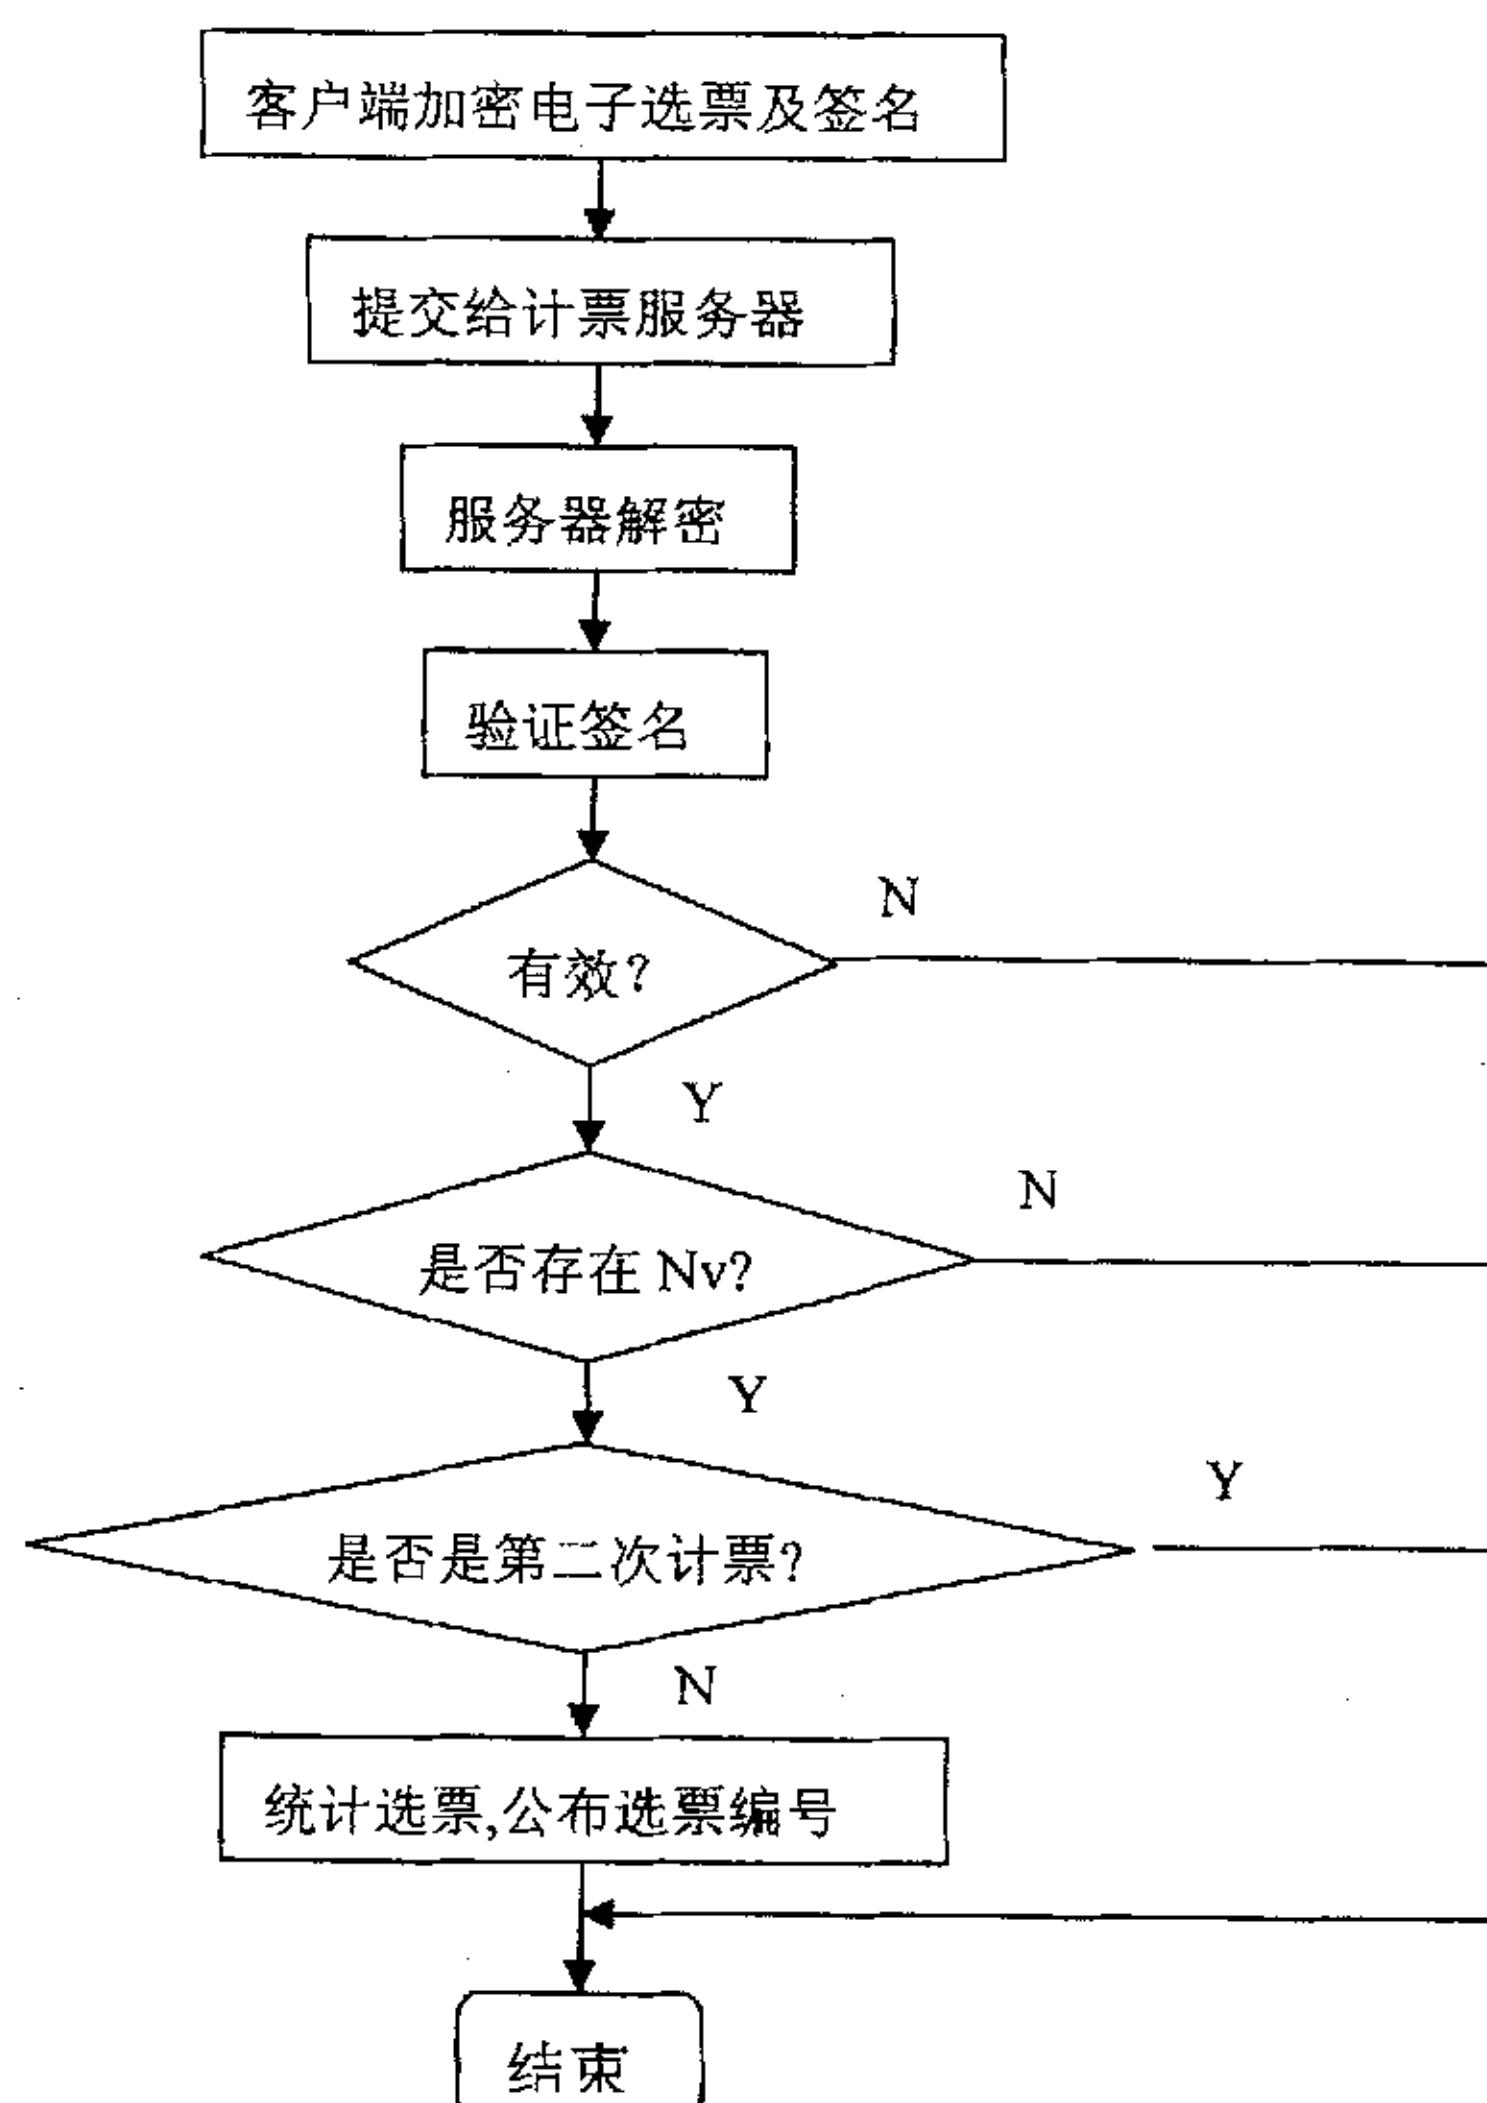 客户端加密电子选票及签名
提交给计票服务器
服务器解密
验证签名
N
有效?
Y
N
是否存在 Nv?
Y
Y
是否是第二次计票?
N
统计选票,公布选票编号
结束